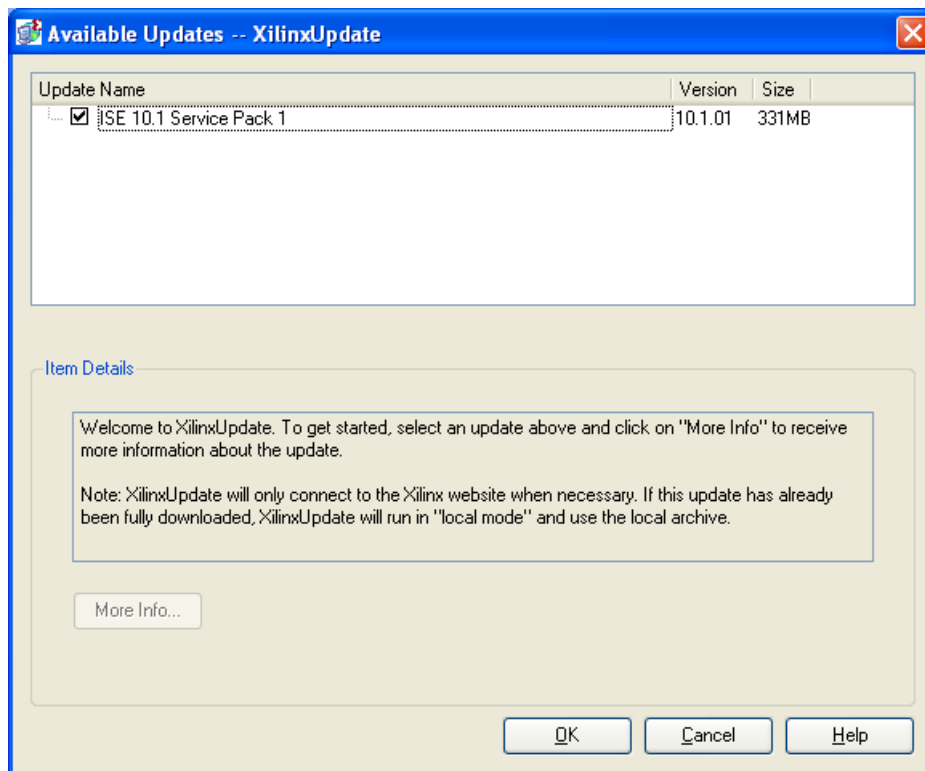 Available Updates -- XilinxUpdate
Update Name Version Size
ISE 10.1 Service Pack 1 10.1.01 331MB
Item Details
Welcome to XilinxUpdate. To get started, select an update above and click on "More Info" to receive
more information about the update.
Note: XilinxUpdate will only connect to the Xilinx website when necessary. If this update has already
been fully downloaded, XilinxUpdate will run in "local mode" and use the local archive.
More Info...
OK Cancel Help